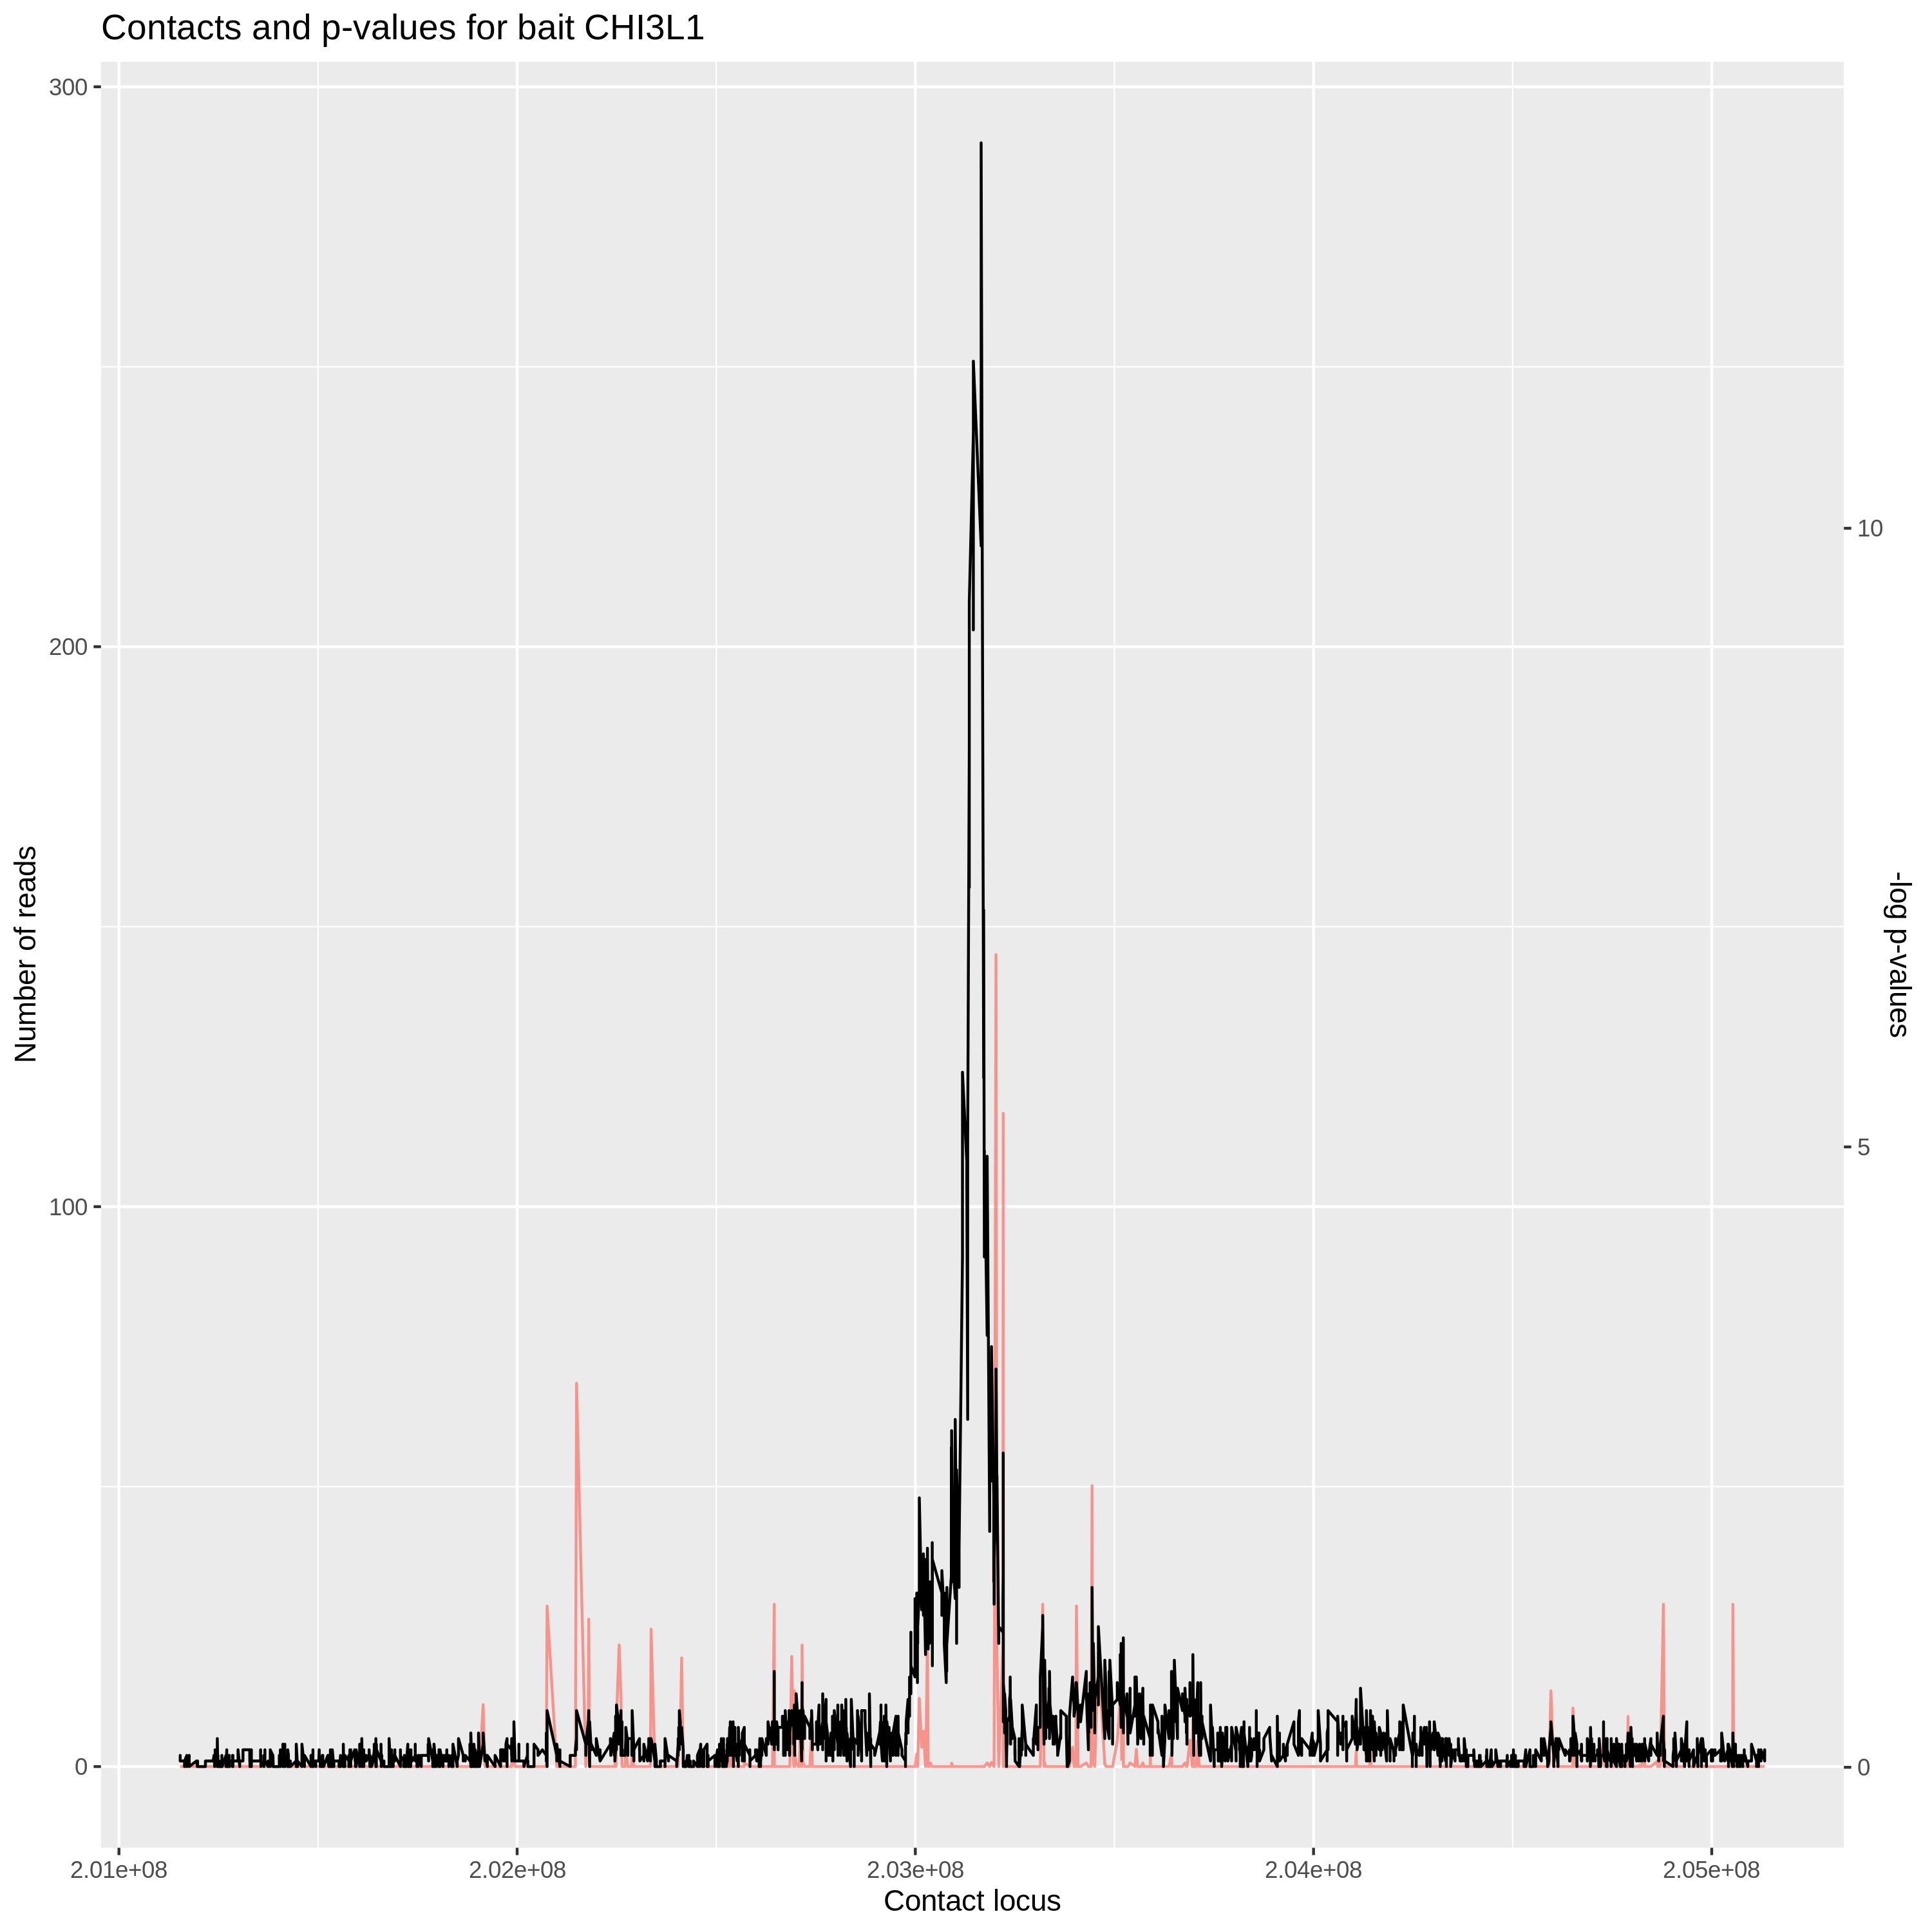 Contacts and p-values for bait CHI3L1
300
200
100
0
Number of reads
10
5
0
-log p-values
2.01e+08
2.02e+08
2.03e+08
2.04e+08
2.05e+08
Contact locus